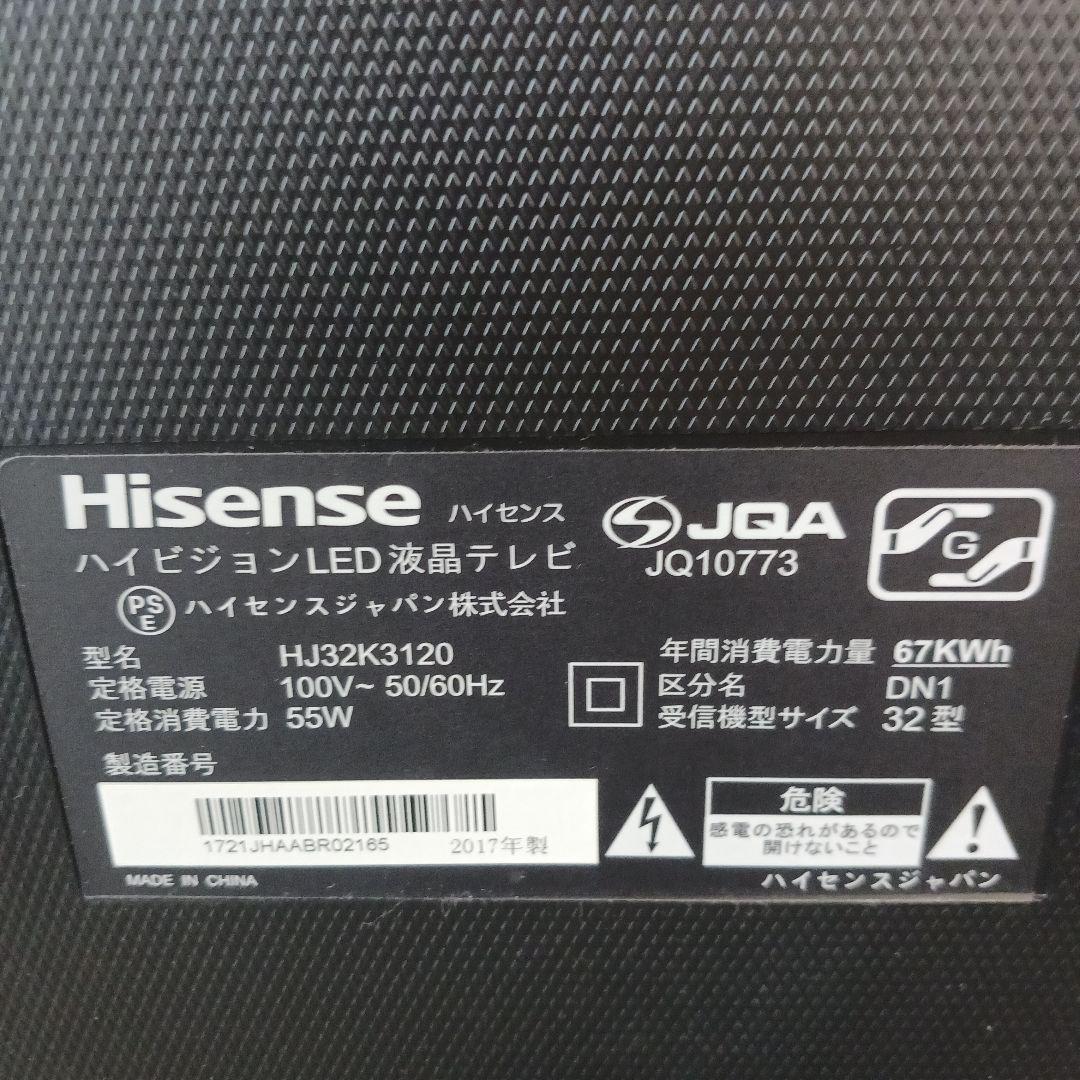 Hisense ハイセンス
JQA
JQ10773
G
ハイビジョンLED液晶テレビ
PS
E
ハイセンスジャパン株式会社
型名 HJ32K3120
定格電源 100V~ 50/60Hz
定格消費電力 55W
年間消費電力量 67KWh
区分名 DN1
受信機型サイズ 32型
製造番号
1721JHAABR02165 2017年製
MADE IN CHINA
危険
感電の恐れがあるので
開けないこと
ハイセンスジャパン